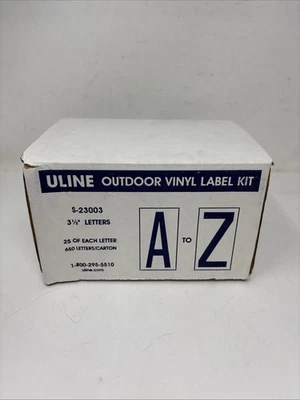 ULINE OUTDOOR VINYL LABEL KIT
S-23003
3½" LETTERS
25 OF EACH LETTER
650 LETTERS/CARTON
1-800-295-5510
uline.com
A TO Z